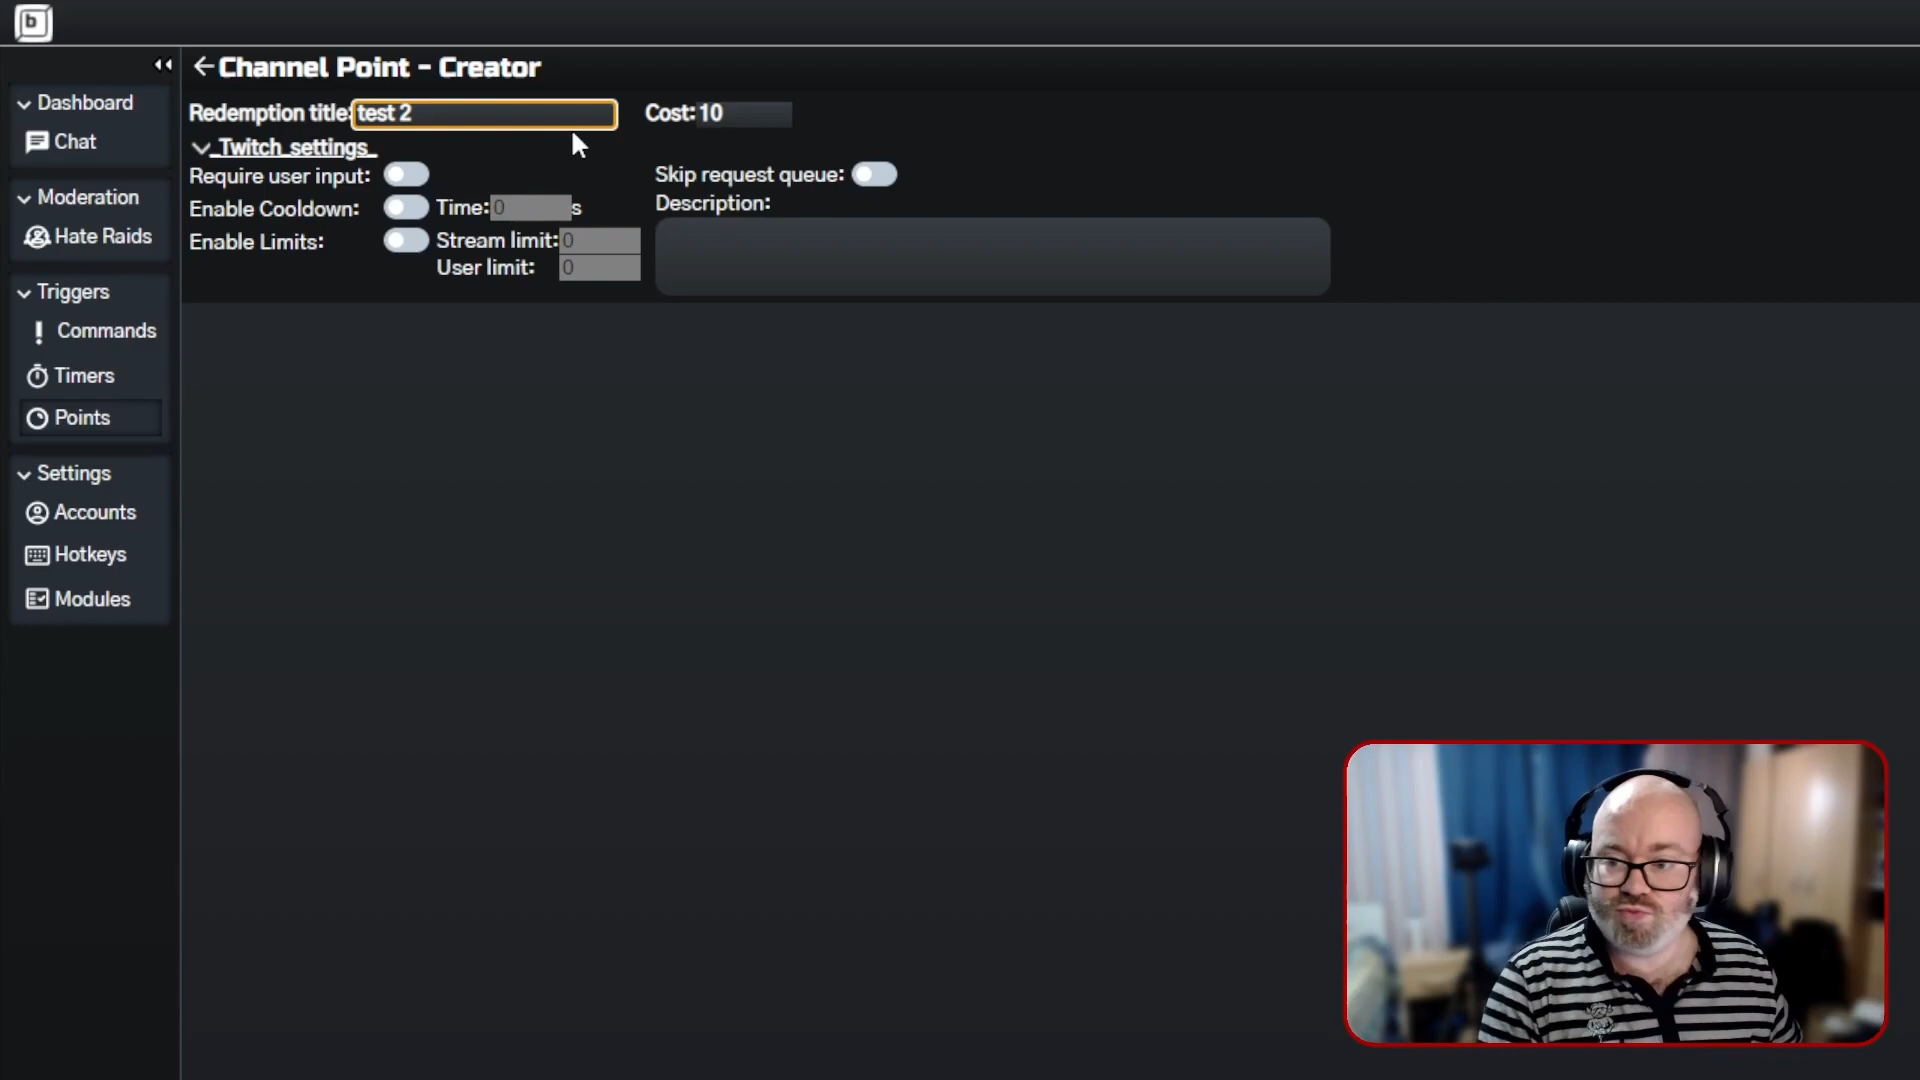 b
Channel Point - Creator
Dashboard
Chat
Moderation
Hate Raids
Triggers
Commands
Timers
Points
Settings
Accounts
Hotkeys
Modules
Redemption title: test 2
Cost: 10
Twitch settings
Require user input:
Enable Cooldown: Time: 0 s
Enable Limits: Stream limit: 0
User limit: 0
Skip request queue:
Description: